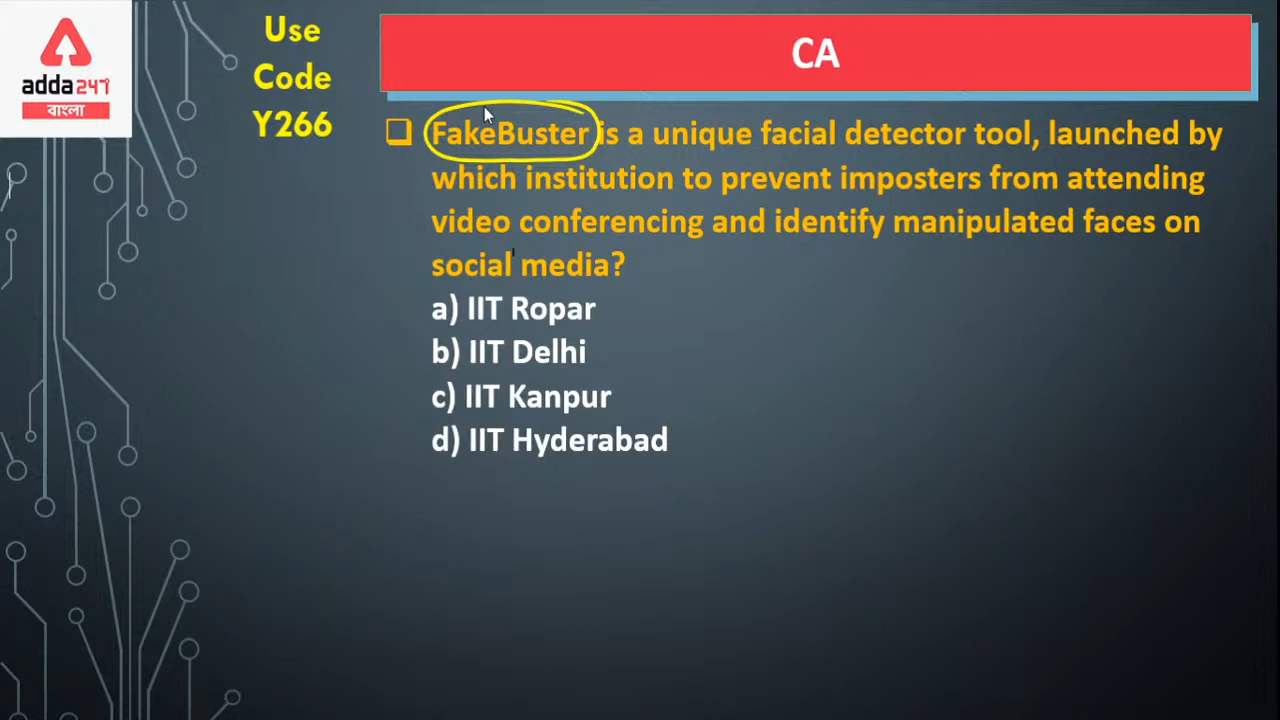 adda247
বাংলা
Use
Code
Y266
CA
FakeBuster is a unique facial detector tool, launched by
which institution to prevent imposters from attending
video conferencing and identify manipulated faces on
social media?
a) IIT Ropar
b) IIT Delhi
c) IIT Kanpur
d) IIT Hyderabad